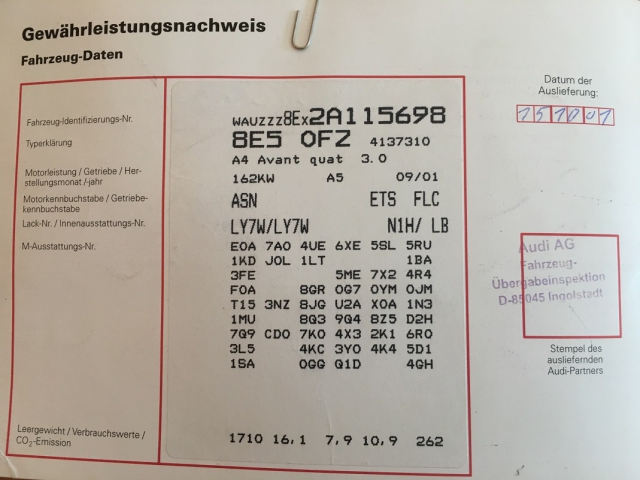 Gewährleistungsnachweis
Fahrzeug-Daten
Datum der
Auslieferung:
151001
Fahrzeug-Identifizierungs-Nr.
WAUZZZ8EX2A115698
Typerklärung
8E5 0FZ 4137310
A4 Avant quat 3.0
Motorleistung / Getriebe / Her-
stellungsmonat /-jahr
162KW A5 09/01
Motorkennbuchstabe / Getriebe-
kennbuchstabe
ASN ETS FLC
Lack-Nr. / Innenausstattungs-Nr.
LY7W/LY7W N1H/ LB
M-Ausstattungs-Nr.
E0A 7A0 4UE 6XE 5SL 5RU
1KD J0L 1LT 1BA
3FE 5ME 7X2 4R4
F0A 8GR 0G7 0YM 0JM
T15 3NZ 8JG U2A X0A 1N3
1MU 8Q3 9Q4 8Z5 D2H
7Q9 CD0 7K0 4X3 2K1 6R0
3L5 4KC 3Y0 4K4 5D1
1SA 0GG Q1D 4GH
Audi AG
Fahrzeug-
Übergabeinspektion
D-85045 Ingolstadt
Stempel des
ausliefernden
Audi-Partners
Leergewicht / Verbrauchswerte /
CO₂-Emission
1710 16,1 7,9 10,9 262